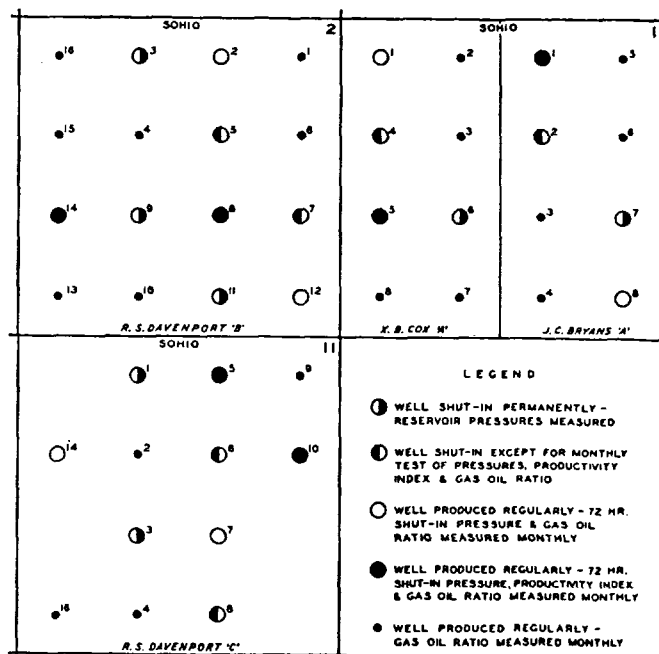 SOHIO 2
16 3 2 1
15 4 5 8
14 9 6 7
13 10 11 12
R. S. DAVENPORT 'B'
SOHIO 1
1 2 1 5
4 3 2 6
5 6 3 7
8 7 4 8
X. B. COX 'A' J. C. BRYANS 'A'
SOHIO 11
1 5 9
14 2 6 10
3 7
16 4 8
R. S. DAVENPORT 'C'
LEGEND
WELL SHUT-IN PERMANENTLY -
RESERVOIR PRESSURES MEASURED
WELL SHUT-IN EXCEPT FOR MONTHLY
TEST OF PRESSURES, PRODUCTIVITY
INDEX & GAS OIL RATIO
WELL PRODUCED REGULARLY - 72 HR.
SHUT-IN PRESSURE & GAS OIL
RATIO MEASURED MONTHLY
WELL PRODUCED REGULARLY - 72 HR.
SHUT-IN PRESSURE, PRODUCTIVITY INDEX
& GAS OIL RATIO MEASURED MONTHLY
WELL PRODUCED REGULARLY -
GAS OIL RATIO MEASURED MONTHLY